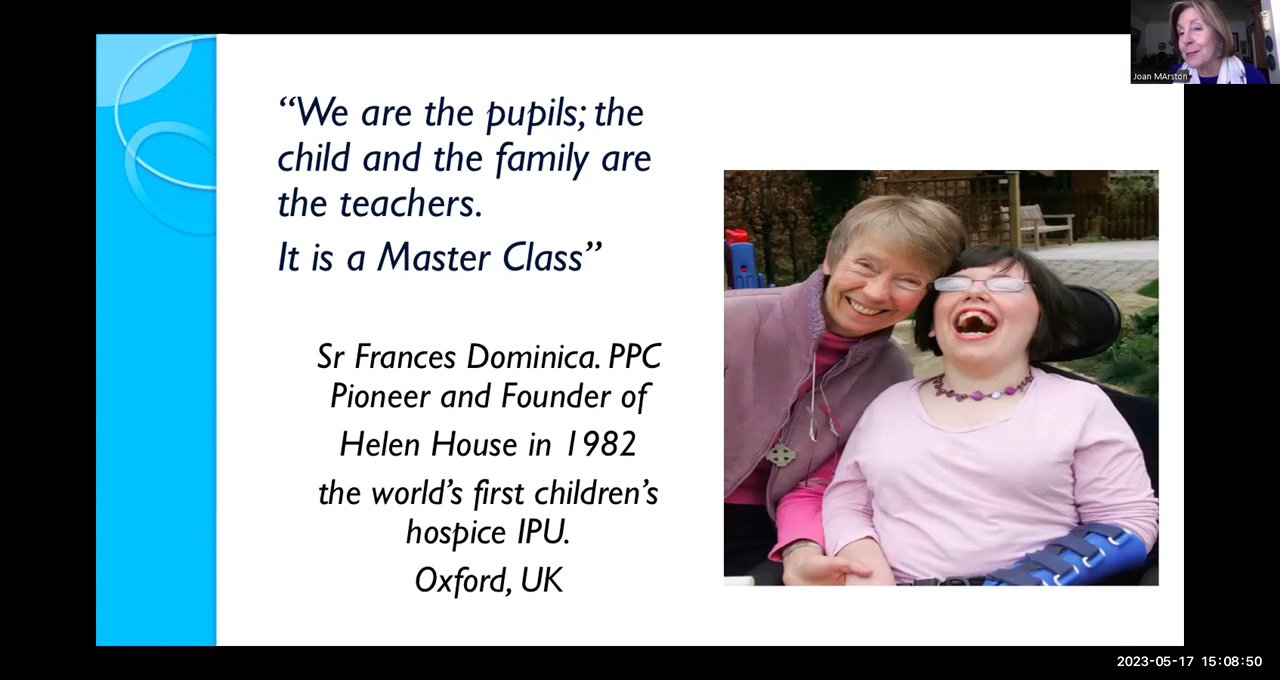 “We are the pupils; the
child and the family are
the teachers.
It is a Master Class”
Sr Frances Dominica. PPC
Pioneer and Founder of
Helen House in 1982
the world’s first children’s
hospice IPU.
Oxford, UK
Joan MArston
2023-05-17 15:08:50